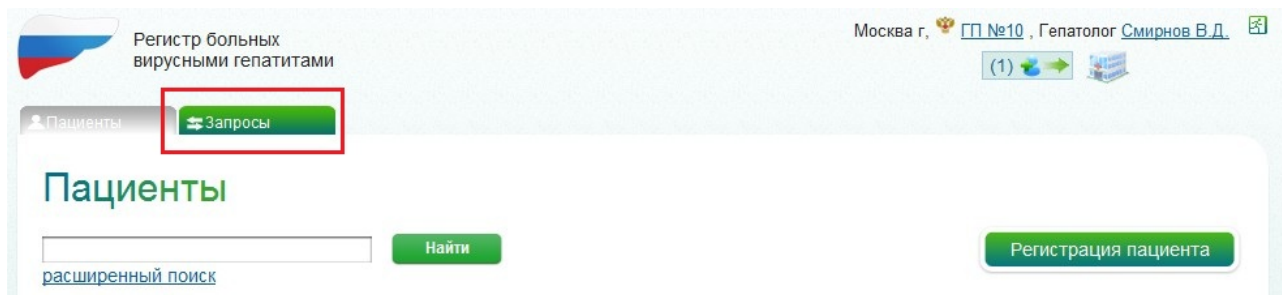 Регистр больных
вирусными гепатитами
Москва г, ГП №10 , Гепатолог Смирнов В.Д.
(1)
Пациенты
Запросы
Пациенты
Найти
Регистрация пациента
расширенный поиск